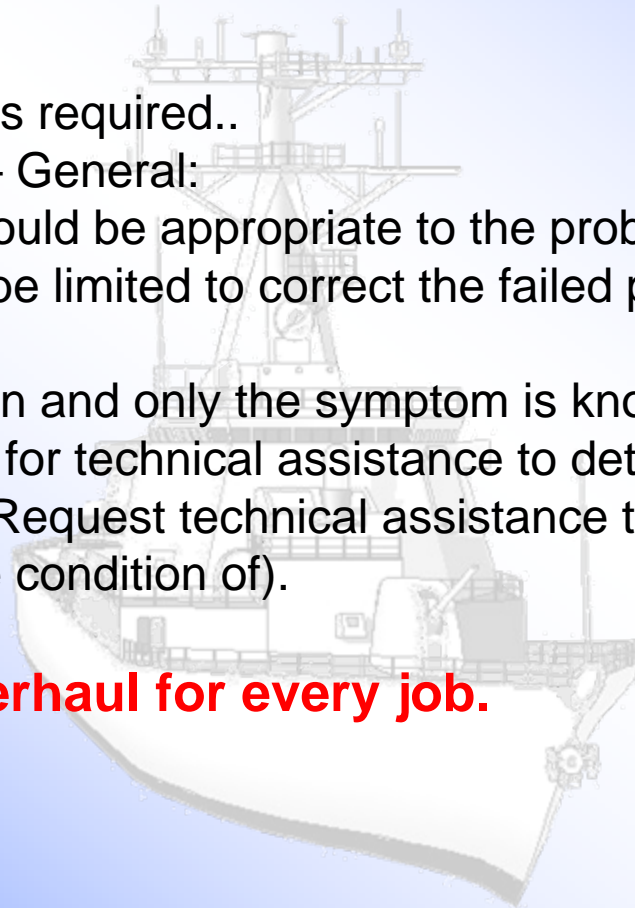 s required..
- General:
ould be appropriate to the prob
be limited to correct the failed p
n and only the symptom is kno
for technical assistance to det
Request technical assistance t
condition of).
erhaul for every job.